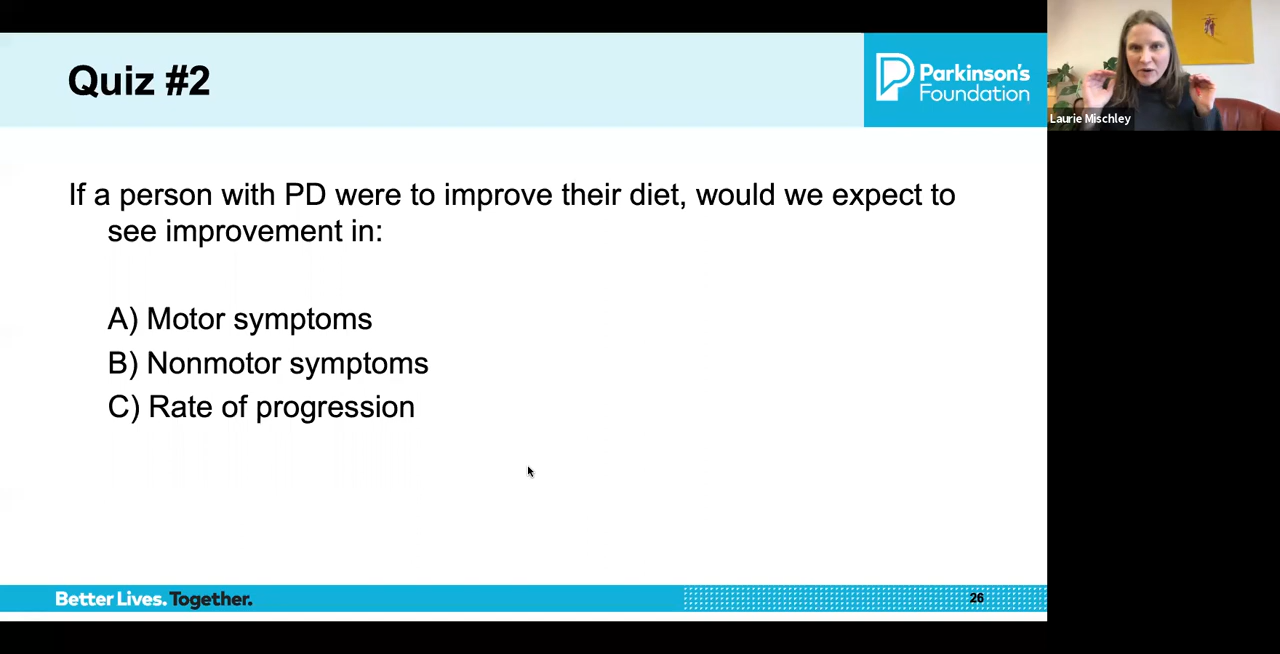 Quiz #2
Parkinson's
Foundation
Laurie Mischley
If a person with PD were to improve their diet, would we expect to
see improvement in:
A) Motor symptoms
B) Nonmotor symptoms
C) Rate of progression
Better Lives. Together.
26